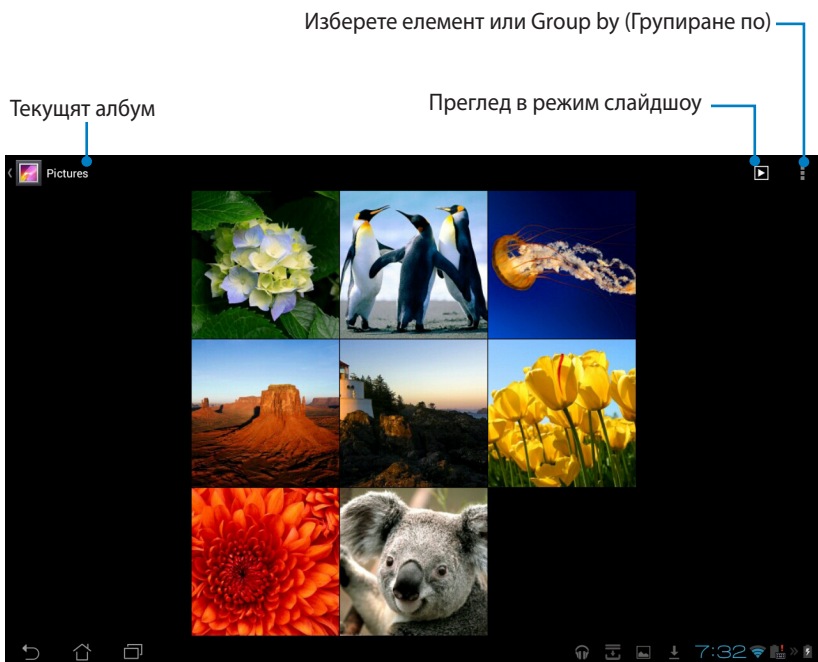 Изберете елемент или Group by (Групиране по)
Текущят албум
Преглед в режим слайдшоу
Pictures
7:32